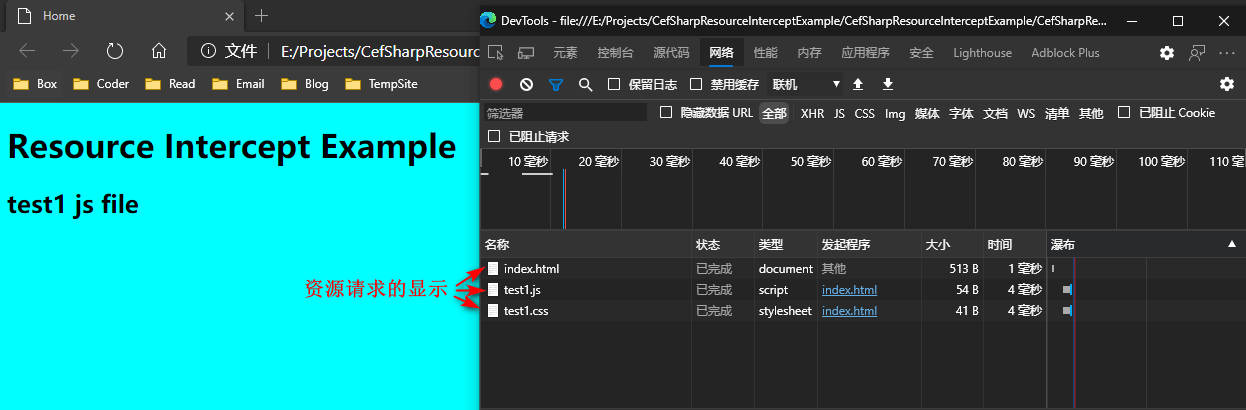 Home
文件 E:/Projects/CefSharpResourc
Box Coder Read Email Blog TempSite
Resource Intercept Example
test1 js file
资源请求的显示
DevTools - file:///E:/Projects/CefSharpResourceInterceptExample/CefSharpResourceInterceptExample/CefSharpRe...
元素 控制台 源代码 网络 性能 内存 应用程序 安全 Lighthouse Adblock Plus
保留日志 禁用缓存 联机
筛选器 隐藏数据 URL 全部 XHR JS CSS Img 媒体 字体 文档 WS 清单 其他 已阻止 Cookie
已阻止请求
10 毫秒 20 毫秒 30 毫秒 40 毫秒 50 毫秒 60 毫秒 70 毫秒 80 毫秒 90 毫秒 100 毫秒 110 毫
名称 状态 类型 发起程序 大小 时间 瀑布
index.html 已完成 document 其他 513 B 1 毫秒
test1.js 已完成 script index.html 54 B 4 毫秒
test1.css 已完成 stylesheet index.html 41 B 4 毫秒